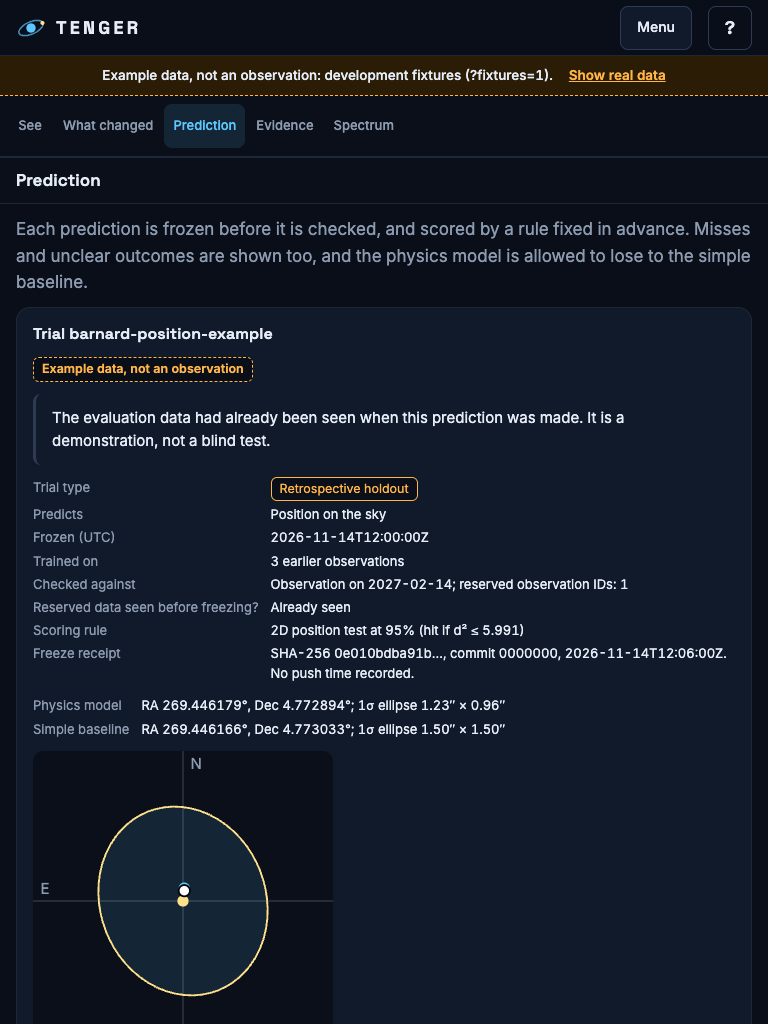 TENGER
Menu
?
Example data, not an observation: development fixtures (?fixtures=1). Show real data
See What changed Prediction Evidence Spectrum
Prediction
Each prediction is frozen before it is checked, and scored by a rule fixed in advance. Misses
and unclear outcomes are shown too, and the physics model is allowed to lose to the simple
baseline.
Trial barnard-position-example
Example data, not an observation
The evaluation data had already been seen when this prediction was made. It is a
demonstration, not a blind test.
Trial type Retrospective holdout
Predicts Position on the sky
Frozen (UTC) 2026-11-14T12:00:00Z
Trained on 3 earlier observations
Checked against Observation on 2027-02-14; reserved observation IDs: 1
Reserved data seen before freezing? Already seen
Scoring rule 2D position test at 95% (hit if d² ≤ 5.991)
Freeze receipt SHA-256 0e010bdba91b…, commit 0000000, 2026-11-14T12:06:00Z.
No push time recorded.
Physics model RA 269.446179°, Dec 4.772894°; 1σ ellipse 1.23″ × 0.96″
Simple baseline RA 269.446166°, Dec 4.773033°; 1σ ellipse 1.50″ × 1.50″
N
E